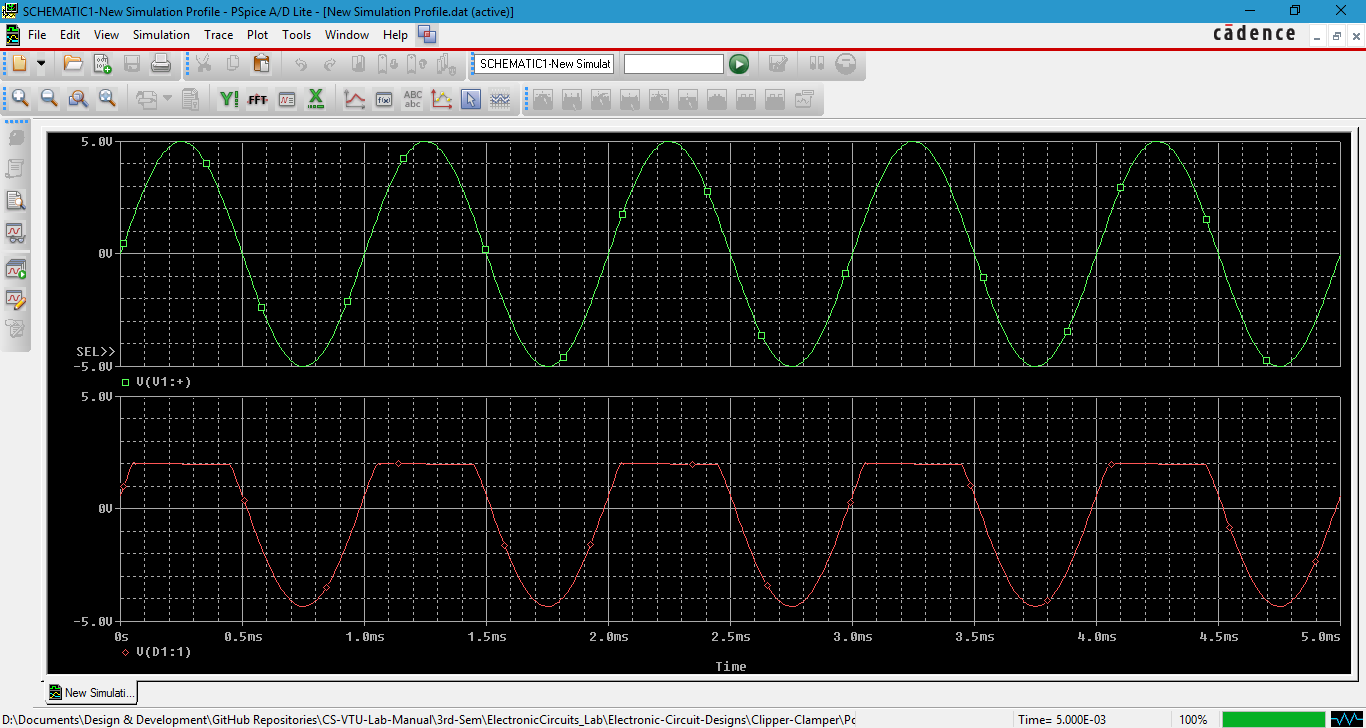 SCHEMATIC1-New Simulation Profile - PSpice A/D Lite - [New Simulation Profile.dat (active)]
File Edit View Simulation Trace Plot Tools Window Help
cādence
SCHEMATIC1-New Simulat
Y! FFT ABC abc f(x)
5.0V
0V
SEL>>
-5.0V
V(V1:+)
5.0V
0V
-5.0V
0s 0.5ms 1.0ms 1.5ms 2.0ms 2.5ms 3.0ms 3.5ms 4.0ms 4.5ms 5.0ms
V(D1:1)
Time
New Simulati...
D:\Documents\Design & Development\GitHub Repositories\CS-VTU-Lab-Manual\3rd-Sem\ElectronicCircuits_Lab\Electronic-Circuit-Designs\Clipper-Clamper\Pc Time= 5.000E-03 100%